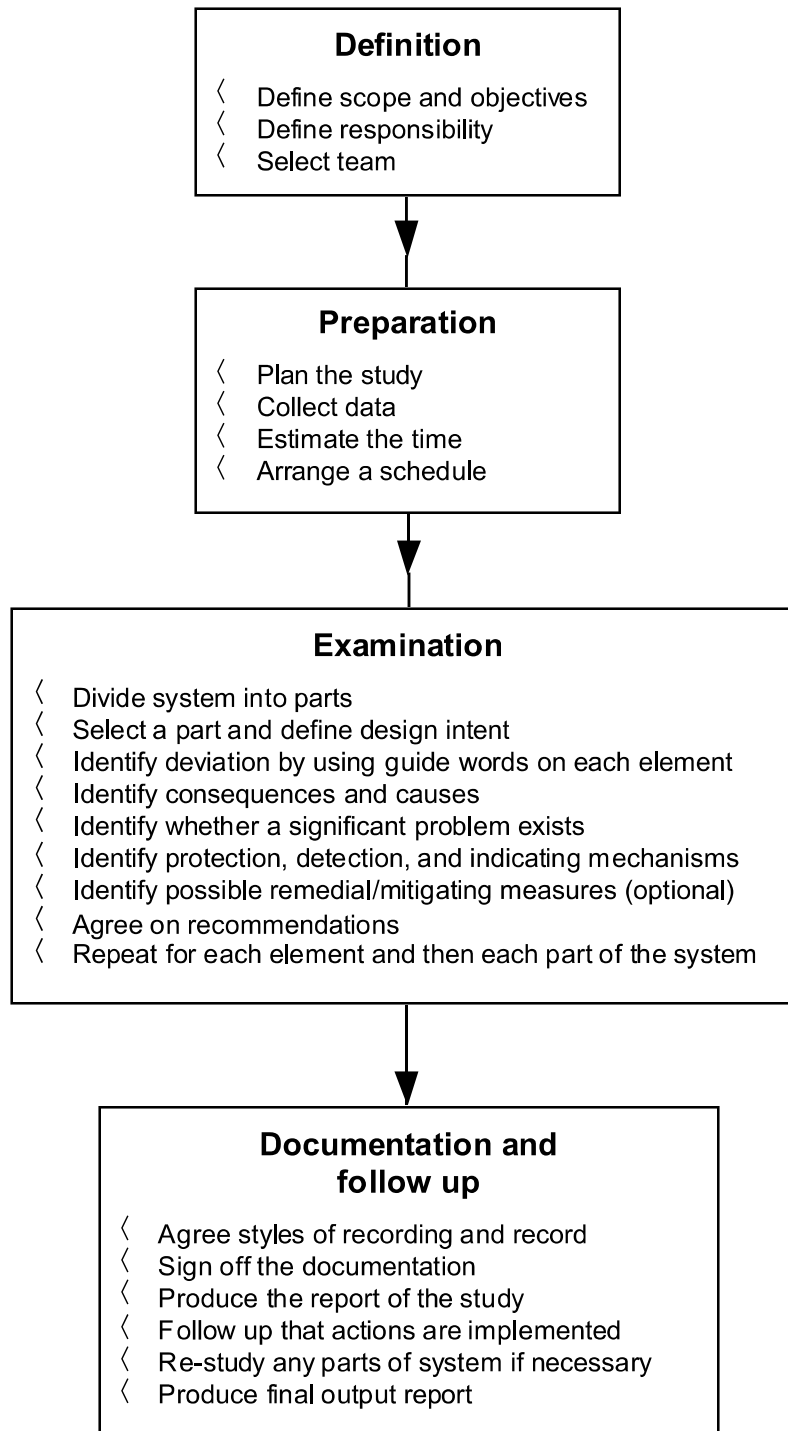 Definition
〈 Define scope and objectives
〈 Define responsibility
〈 Select team
Preparation
〈 Plan the study
〈 Collect data
〈 Estimate the time
〈 Arrange a schedule
Examination
〈 Divide system into parts
〈 Select a part and define design intent
〈 Identify deviation by using guide words on each element
〈 Identify consequences and causes
〈 Identify whether a significant problem exists
〈 Identify protection, detection, and indicating mechanisms
〈 Identify possible remedial/mitigating measures (optional)
〈 Agree on recommendations
〈 Repeat for each element and then each part of the system
Documentation and
follow up
〈 Agree styles of recording and record
〈 Sign off the documentation
〈 Produce the report of the study
〈 Follow up that actions are implemented
〈 Re-study any parts of system if necessary
〈 Produce final output report